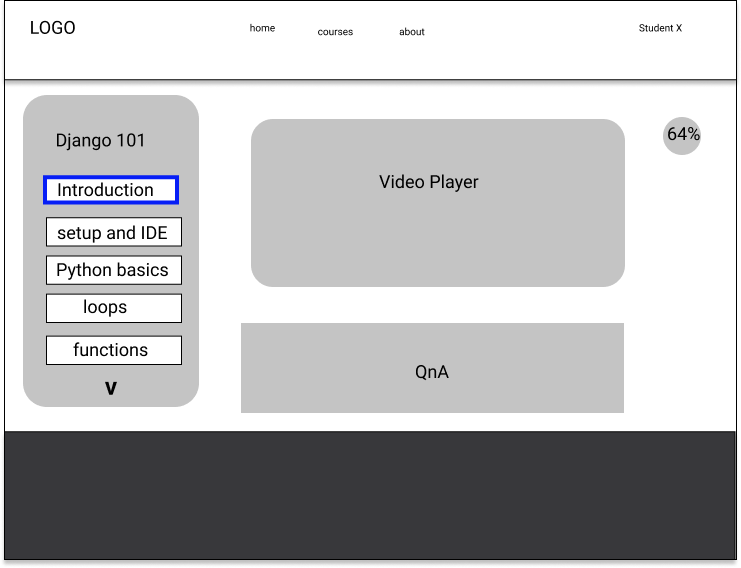 LOGO
home
courses
about
Student X
Django 101
Introduction
setup and IDE
Python basics
loops
functions
v
Video Player
64%
QnA